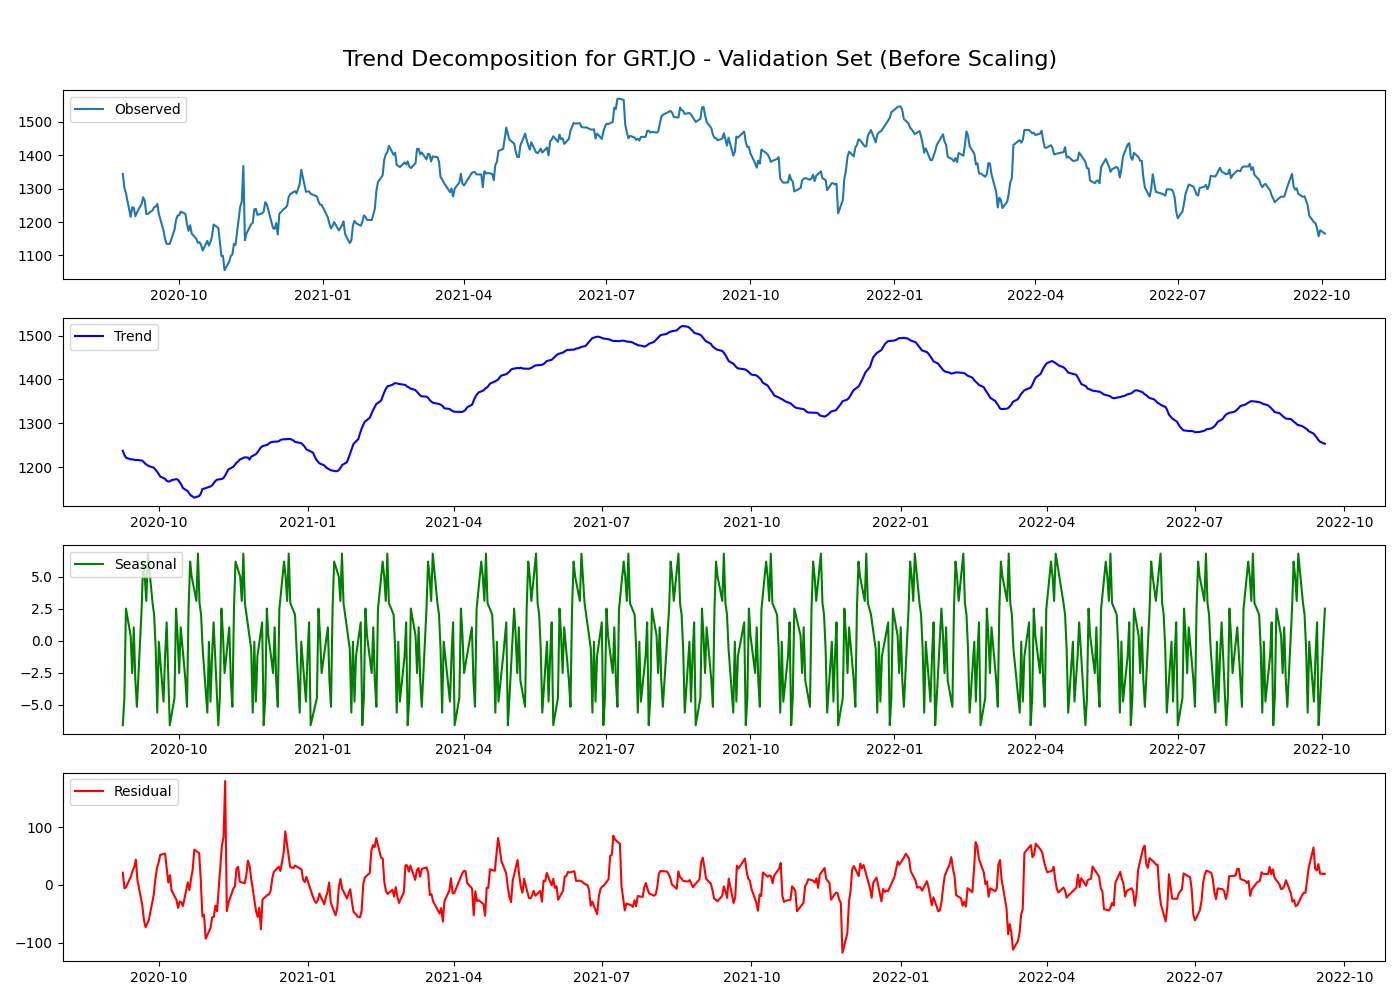 Trend Decomposition for GRT.JO - Validation Set (Before Scaling)
Observed
1500
1400
1300
1200
1100
2020-10 2021-01 2021-04 2021-07 2021-10 2022-01 2022-04 2022-07 2022-10
Trend
1500
1400
1300
1200
2020-10 2021-01 2021-04 2021-07 2021-10 2022-01 2022-04 2022-07 2022-10
Seasonal
5.0
2.5
0.0
−2.5
−5.0
2020-10 2021-01 2021-04 2021-07 2021-10 2022-01 2022-04 2022-07 2022-10
Residual
100
0
−100
2020-10 2021-01 2021-04 2021-07 2021-10 2022-01 2022-04 2022-07 2022-10